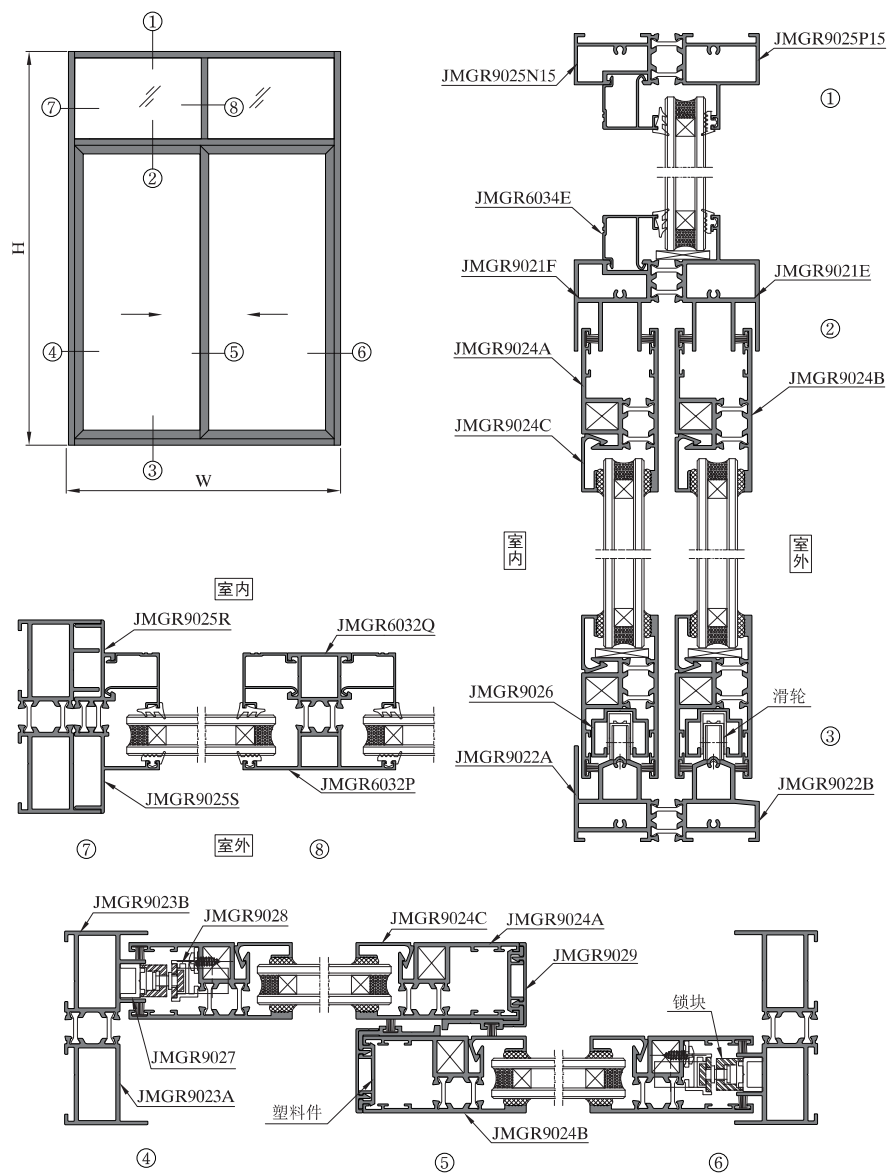 ①
⑦
⑧
②
H
④
⑤
⑥
③
W
JMGR9025P15
JMGR9025N15
①
JMGR6034E
JMGR9021F
JMGR9021E
②
JMGR9024A
JMGR9024B
JMGR9024C
室内
室外
JMGR9026
滑轮
③
JMGR9022A
JMGR9022B
室内
JMGR9025R
JMGR6032Q
JMGR9025S
JMGR6032P
⑦
室外
⑧
JMGR9023B
JMGR9028
JMGR9024C
JMGR9024A
JMGR9029
锁块
JMGR9027
JMGR9023A
塑料件
JMGR9024B
④
⑤
⑥